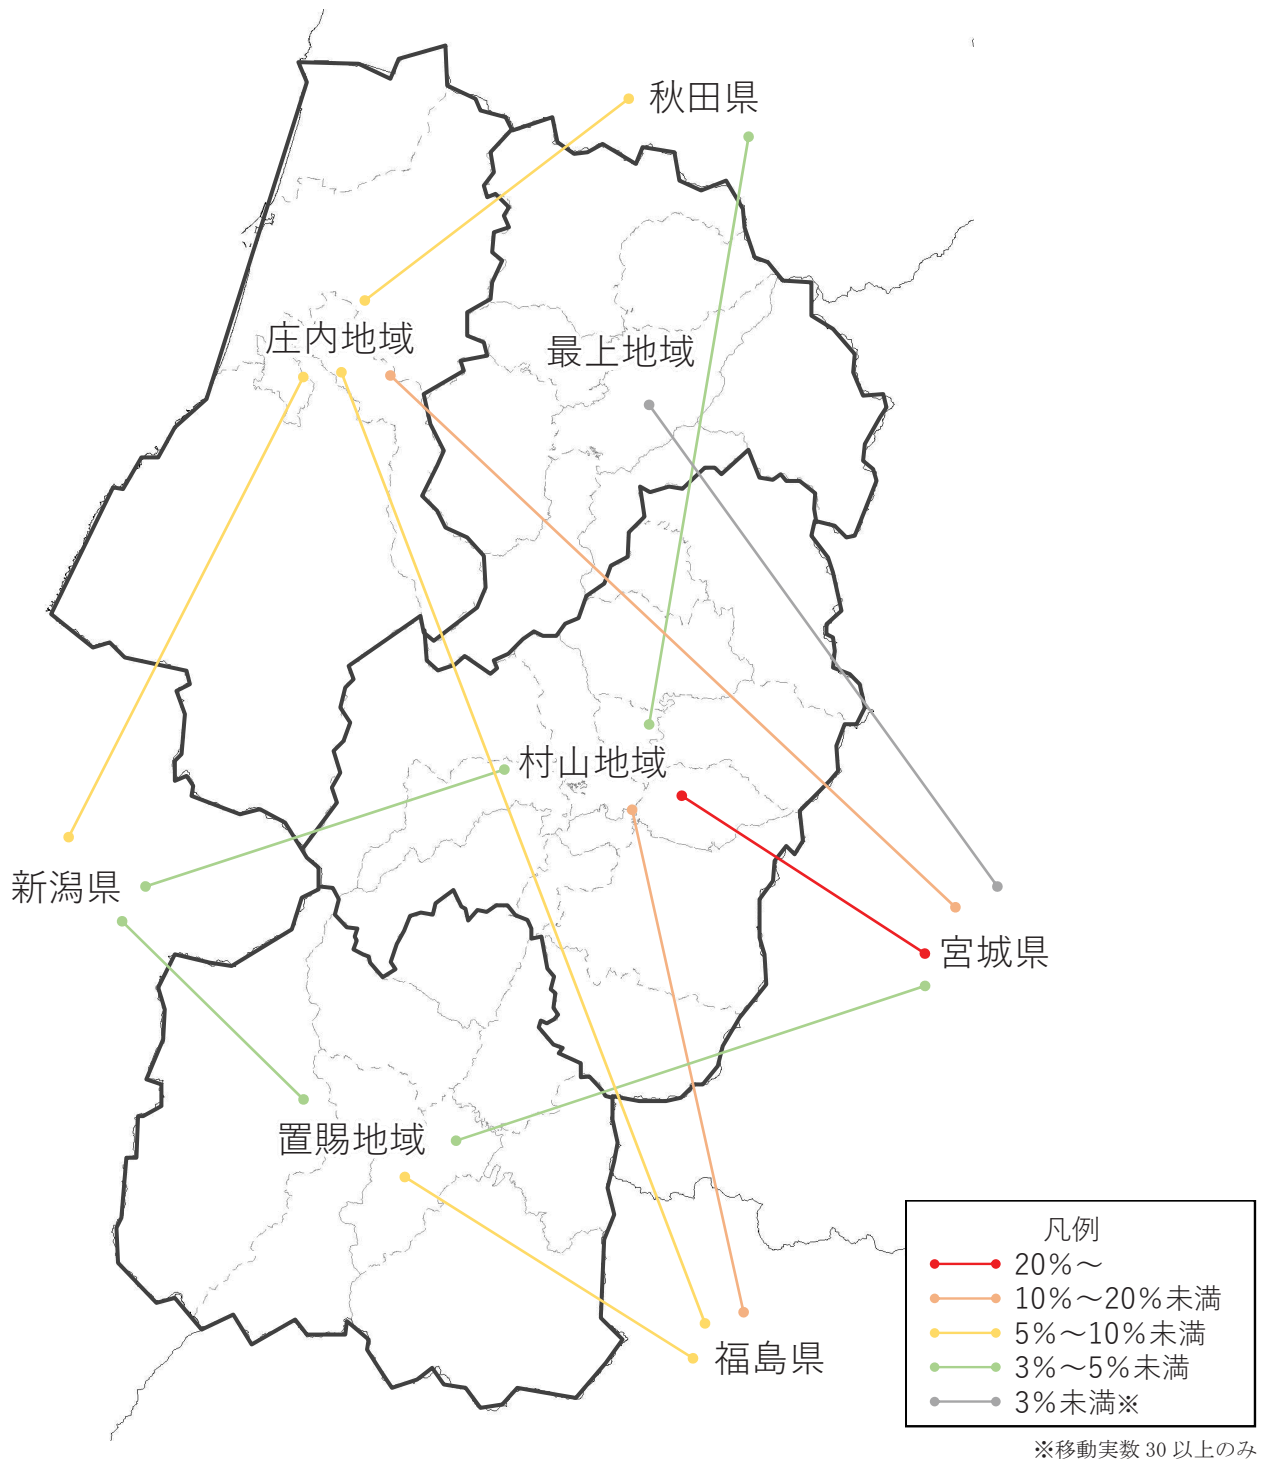 秋田県
庄内地域
最上地域
村山地域
新潟県
宮城県
置賜地域
福島県
凡例
20%～
10%～20%未満
5%～10%未満
3%～5%未満
3%未満※
※移動実数 30 以上のみ